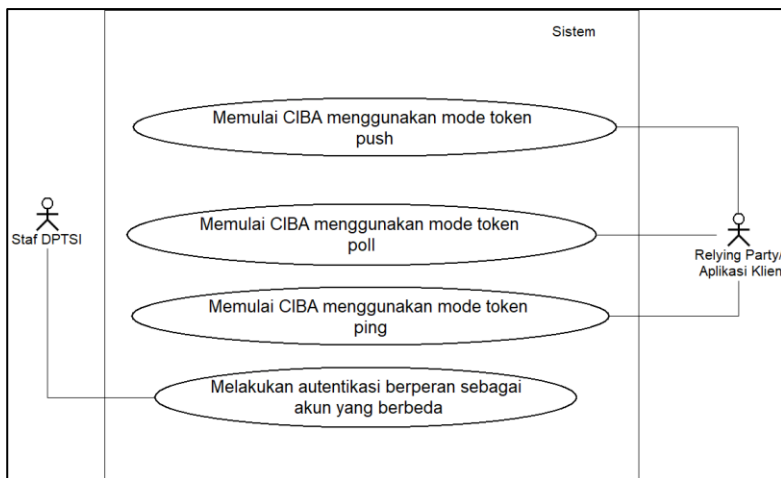 Sistem
Memulai CIBA menggunakan mode token
push
Staf DPTSI
Memulai CIBA menggunakan mode token
poll
Relying Party/
Aplikasi Klien
Memulai CIBA menggunakan mode token
ping
Melakukan autentikasi berperan sebagai
akun yang berbeda